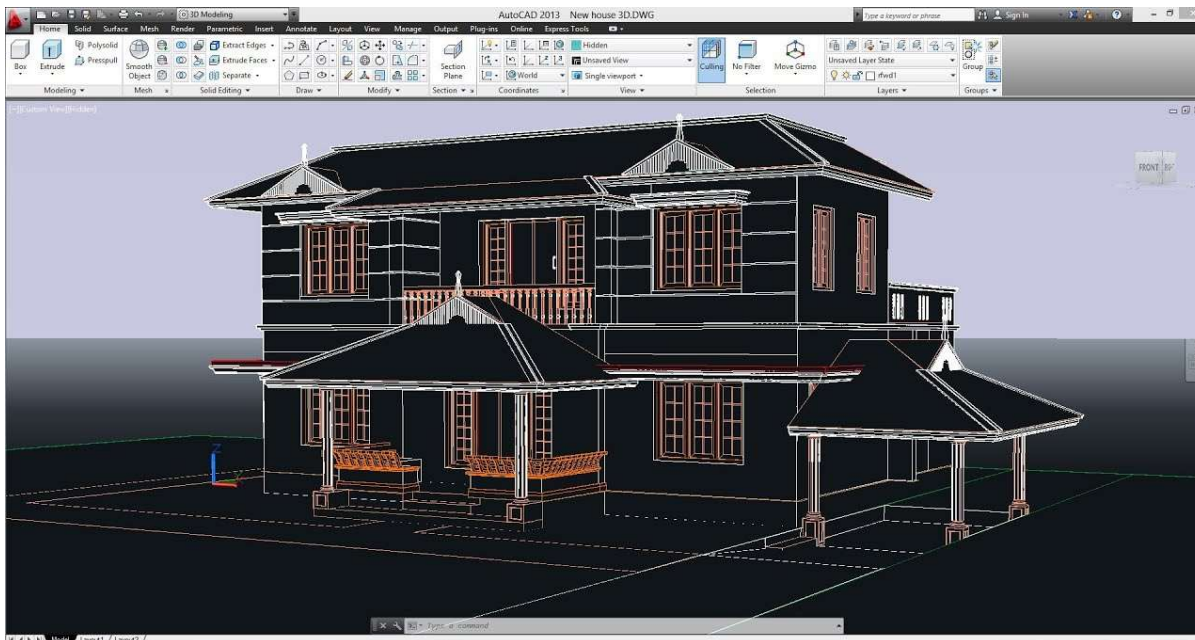 3D Modeling
AutoCAD 2013 New house 3D.DWG
Type a keyword or phrase
Sign In
Home Solid Surface Mesh Render Parametric Insert Annotate Layout View Manage Output Plug-ins Online Express Tools
Polysolid
Presspull
Box
Extrude
Smooth
Object
Extract Edges
Extrude Faces
Separate
Section
Plane
World
Hidden
Unsaved View
Single viewport
Culling
No Filter
Move Gizmo
Unsaved Layer State
Group
Modeling Mesh Solid Editing Draw Modify Section Coordinates View Selection Layers Groups
FRONT
Z
Type a command
Model Layout1 Layout2